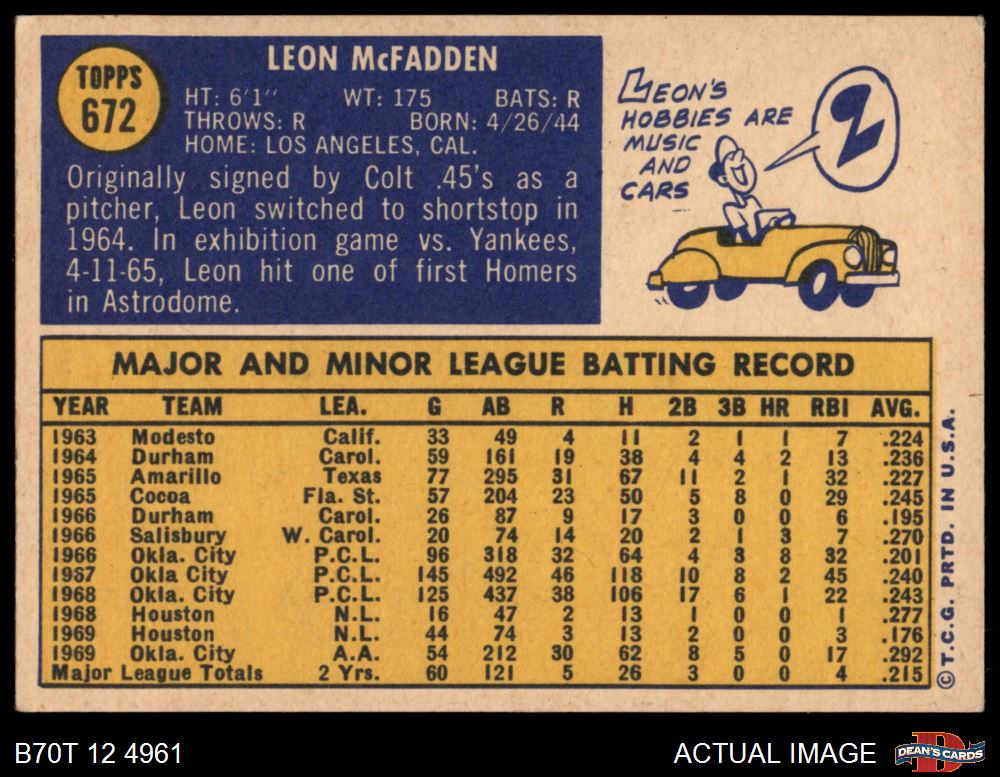 TOPPS
672
LEON McFADDEN
HT: 6'1" WT: 175 BATS: R
THROWS: R BORN: 4/26/44
HOME: LOS ANGELES, CAL.
Originally signed by Colt .45's as a
pitcher, Leon switched to shortstop in
1964. In exhibition game vs. Yankees,
4-11-65, Leon hit one of first Homers
in Astrodome.
LEON'S
HOBBIES ARE
MUSIC
AND
CARS
MAJOR AND MINOR LEAGUE BATTING RECORD
YEAR TEAM LEA. G AB R H 2B 3B HR RBI AVG.
1963 Modesto Calif. 33 49 4 11 2 1 1 7 .224
1964 Durham Carol. 59 161 19 38 4 4 2 13 .236
1965 Amarillo Texas 77 295 31 67 11 2 1 32 .227
1965 Cocoa Fla. St. 57 204 23 50 5 8 0 29 .245
1966 Durham Carol. 26 87 9 17 3 0 0 6 .195
1966 Salisbury W. Carol. 20 74 14 20 2 1 3 7 .270
1966 Okla. City P.C.L. 96 318 32 64 4 3 8 32 .201
1967 Okla City P.C.L. 145 492 46 118 10 8 2 45 .240
1968 Okla. City P.C.L. 125 437 38 106 17 6 1 22 .243
1968 Houston N.L. 16 47 2 13 1 0 0 1 .277
1969 Houston N.L. 44 74 3 13 2 0 0 3 .176
1969 Okla. City A.A. 54 212 30 62 8 5 0 17 .292
Major League Totals 2 Yrs. 60 121 5 26 3 0 0 4 .215
©T.C.G. PRTD. IN U.S.A.
B70T 12 4961
ACTUAL IMAGE
DEAN'S CARDS